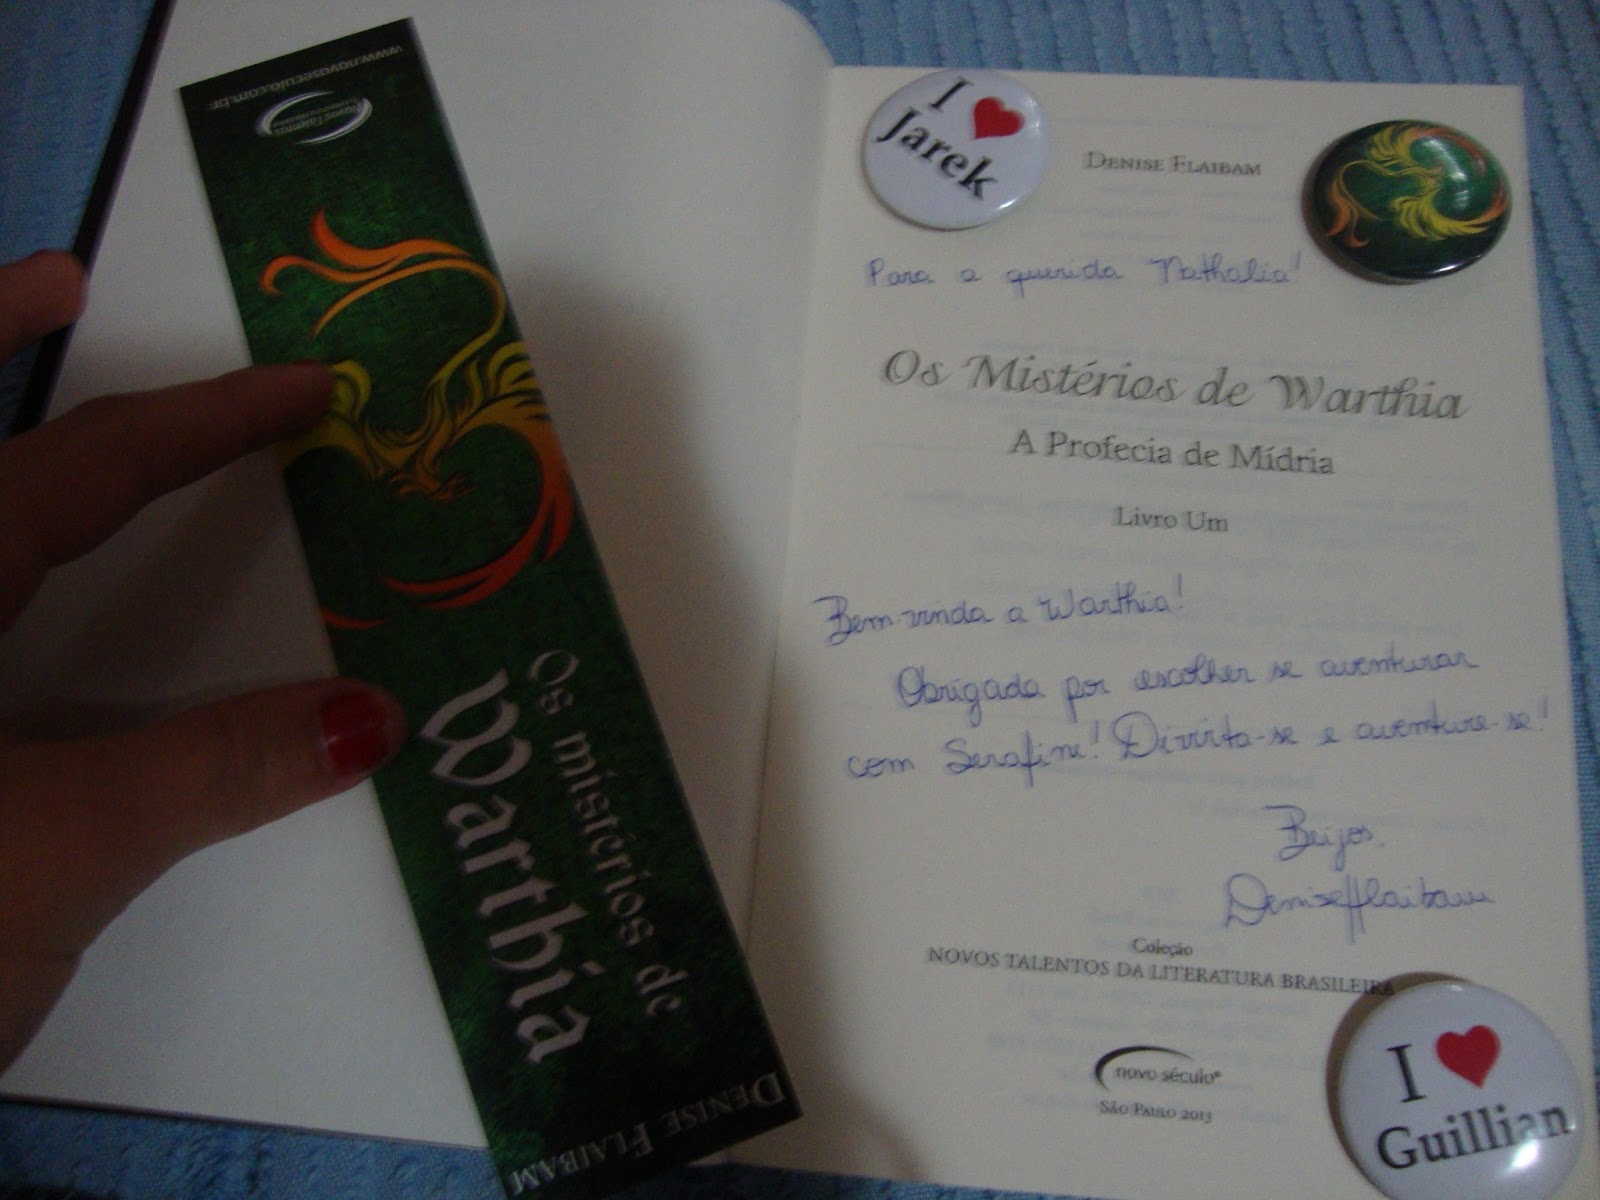 www.novoseculo.com.br
Novos Talentos
Os mistérios de
Warthia
DENISE FLAIBAM
I ❤
Jarek
DENISE FLAIBAM
Para a querida Nathalia!
Os Mistérios de Warthia
A Profecia de Mídria
Livro Um
Bem-vinda a Warthia!
Obrigada por escolher se aventurar
com Serafine! Divirta-se e aventure-se!
Beijos,
Denise Flaibam
Coleção
NOVOS TALENTOS DA LITERATURA BRASILEIRA
novo século®
SÃO PAULO 2013
I ❤
Guillian